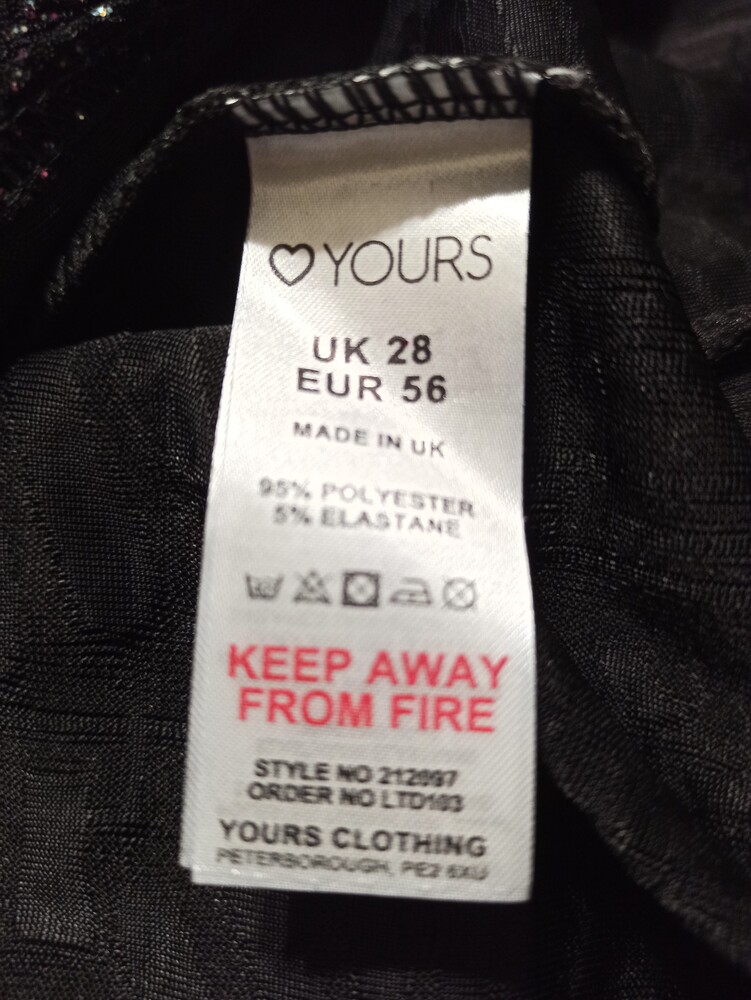 YOURS
UK 28
EUR 56
MADE IN UK
95% POLYESTER
5% ELASTANE
KEEP AWAY
FROM FIRE
STYLE NO 212097
ORDER NO LTD103
YOURS CLOTHING
PETERBOROUGH, PE2 6XU